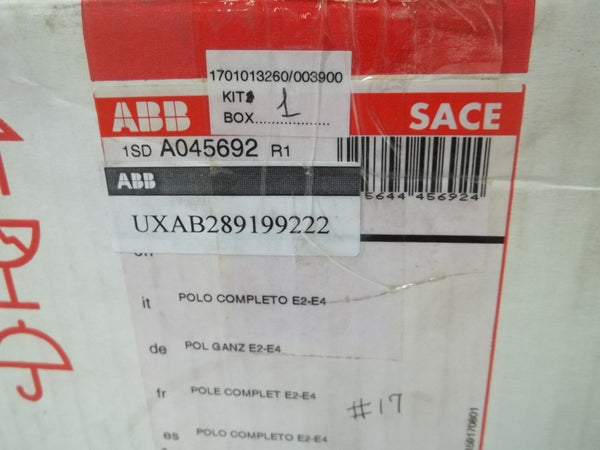 1701013260/003900
KIT 1
BOX..............
ABB SACE
1SD A045692 R1
ABB
5644 456924
UXAB289199222
it POLO COMPLETO E2-E4
de POL GANZ E2-E4
fr POLE COMPLET E2-E4
#17
es POLO COMPLETO E2-E4